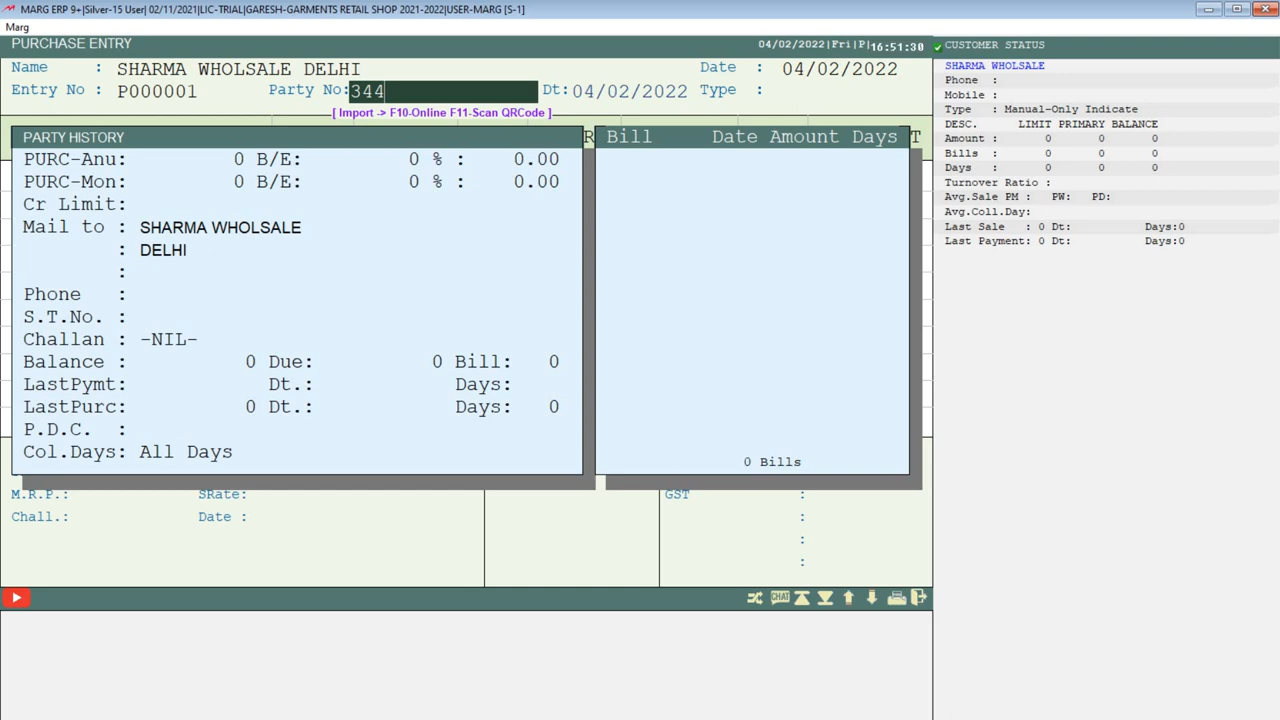 MARG ERP 9+|Silver-15 User| 02/11/2021|LIC-TRIAL|GARESH-GARMENTS RETAIL SHOP 2021-2022|USER-MARG [S-1]
Marg
PURCHASE ENTRY 04/02/2022|Fri|P|16:51:30
Name : SHARMA WHOLSALE DELHI Date : 04/02/2022
Entry No : P000001 Party No: 344 Dt: 04/02/2022 Type :
[ Import -> F10-Online F11-Scan QRCode ]
PARTY HISTORY
PURC-Anu: 0 B/E: 0 % : 0.00
PURC-Mon: 0 B/E: 0 % : 0.00
Cr Limit:
Mail to : SHARMA WHOLSALE
: DELHI
:
Phone :
S.T.No. :
Challan : -NIL-
Balance : 0 Due: 0 Bill: 0
LastPymt: Dt.: Days:
LastPurc: 0 Dt.: Days: 0
P.D.C. :
Col.Days: All Days
R Bill Date Amount Days T
0 Bills
M.R.P.: SRate: GST :
Chall.: Date : :
:
:
CHAT
CUSTOMER STATUS
SHARMA WHOLSALE
Phone :
Mobile :
Type : Manual-Only Indicate
DESC. LIMIT PRIMARY BALANCE
Amount : 0 0 0
Bills : 0 0 0
Days : 0 0 0
Turnover Ratio :
Avg.Sale PM : PW: PD:
Avg.Coll.Day:
Last Sale : 0 Dt: Days:0
Last Payment: 0 Dt: Days:0